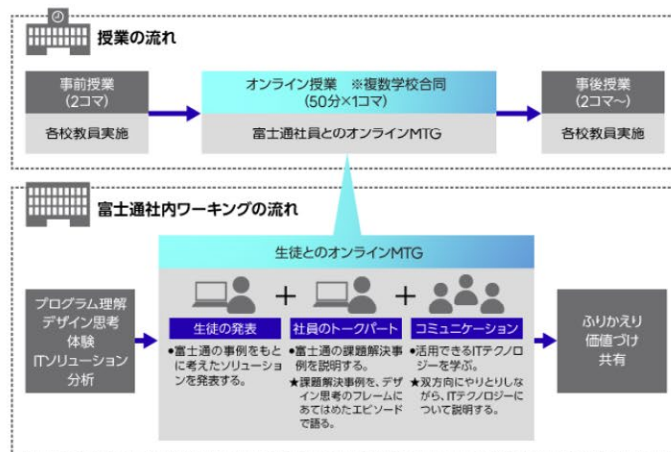 授業の流れ
事前授業
(2コマ)
各校教員実施
オンライン授業　※複数学校合同
(50分×1コマ)
富士通社員とのオンラインMTG
事後授業
(2コマ〜)
各校教員実施
富士通社内ワーキングの流れ
プログラム理解
デザイン思考
体験
ITソリューション
分析
生徒とのオンラインMTG
生徒の発表
●富士通の事例をもと
に考えたソリューショ
ンを発表する。
+
社員のトークパート
●富士通の課題解決事
例を説明する。
★課題解決事例を、デザ
イン思考のフレームに
あてはめたエピソード
で語る。
+
コミュニケーション
●活用できるITテクノロ
ジーを学ぶ。
★双方向にやりとりしな
がら、ITテクノロジーに
ついて説明する。
ふりかえり
価値づけ
共有